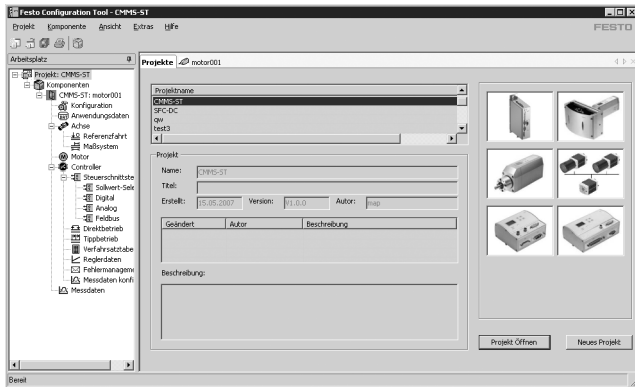 Festo Configuration Tool - CMMS-ST
Projekt Komponente Ansicht Extras Hilfe
FESTO
Arbeitsplatz
Projekte motor001
Projekt: CMMS-ST
Komponenten
CMMS-ST: motor001
Konfiguration
Anwendungsdaten
Achse
Referenzfahrt
Maßsystem
Motor
Controller
Steuerschnittste
Sollwert-Sele
Digital
Analog
Feldbus
Direktbetrieb
Tippbetrieb
Verfahrsatztabe
Reglerdaten
Fehlermanageme
Messdaten konfi
Messdaten
Projektname
CMMS-ST
SFC-DC
qw
test3
Projekt
Name: CMMS-ST
Titel:
Erstellt: 15.05.2007 Version: V1.0.0 Autor: map
Geändert Autor Beschreibung
Beschreibung:
Projekt Öffnen Neues Projekt
Bereit